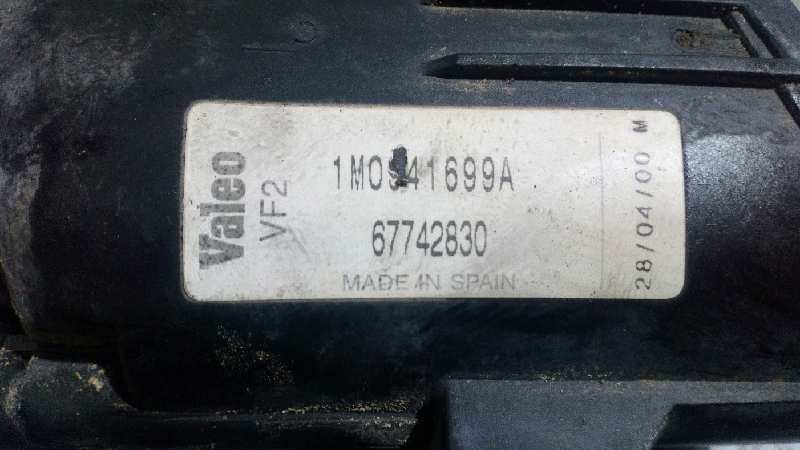 Valeo
VF2
1M0941699A
67742830
MADE IN SPAIN
28/04/00 M